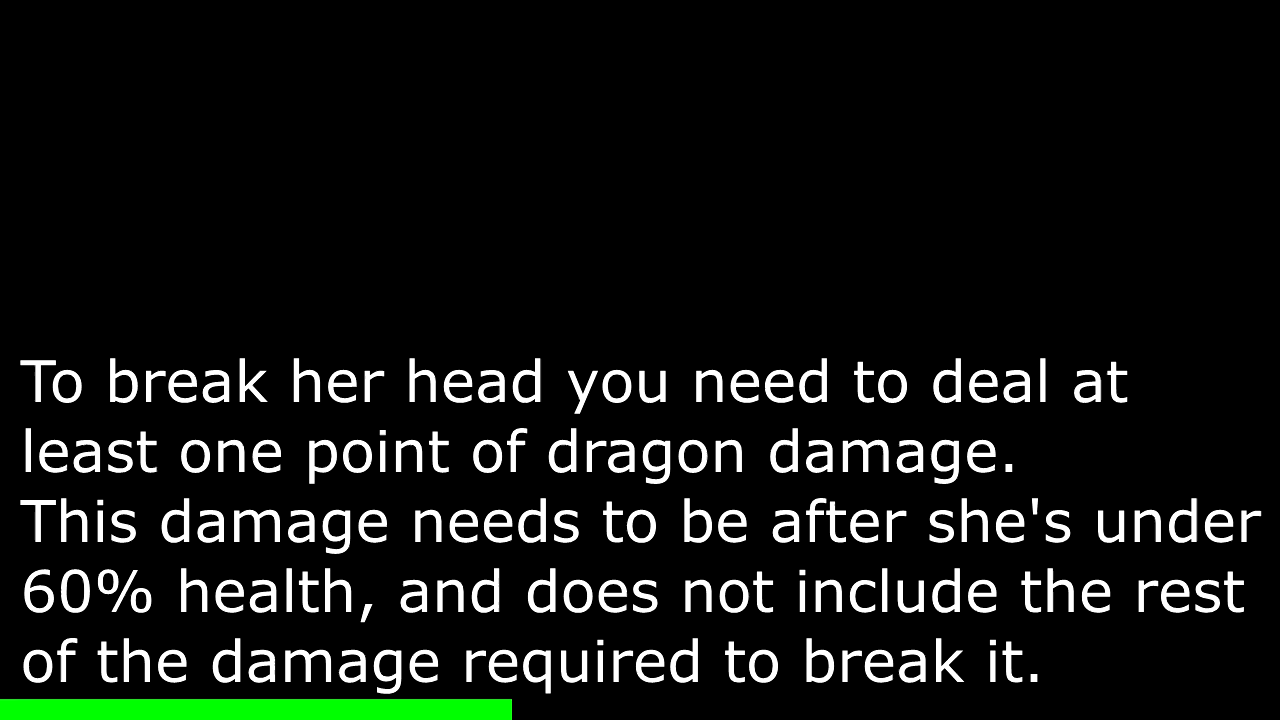 To break her head you need to deal at
least one point of dragon damage.
This damage needs to be after she's under
60% health, and does not include the rest
of the damage required to break it.